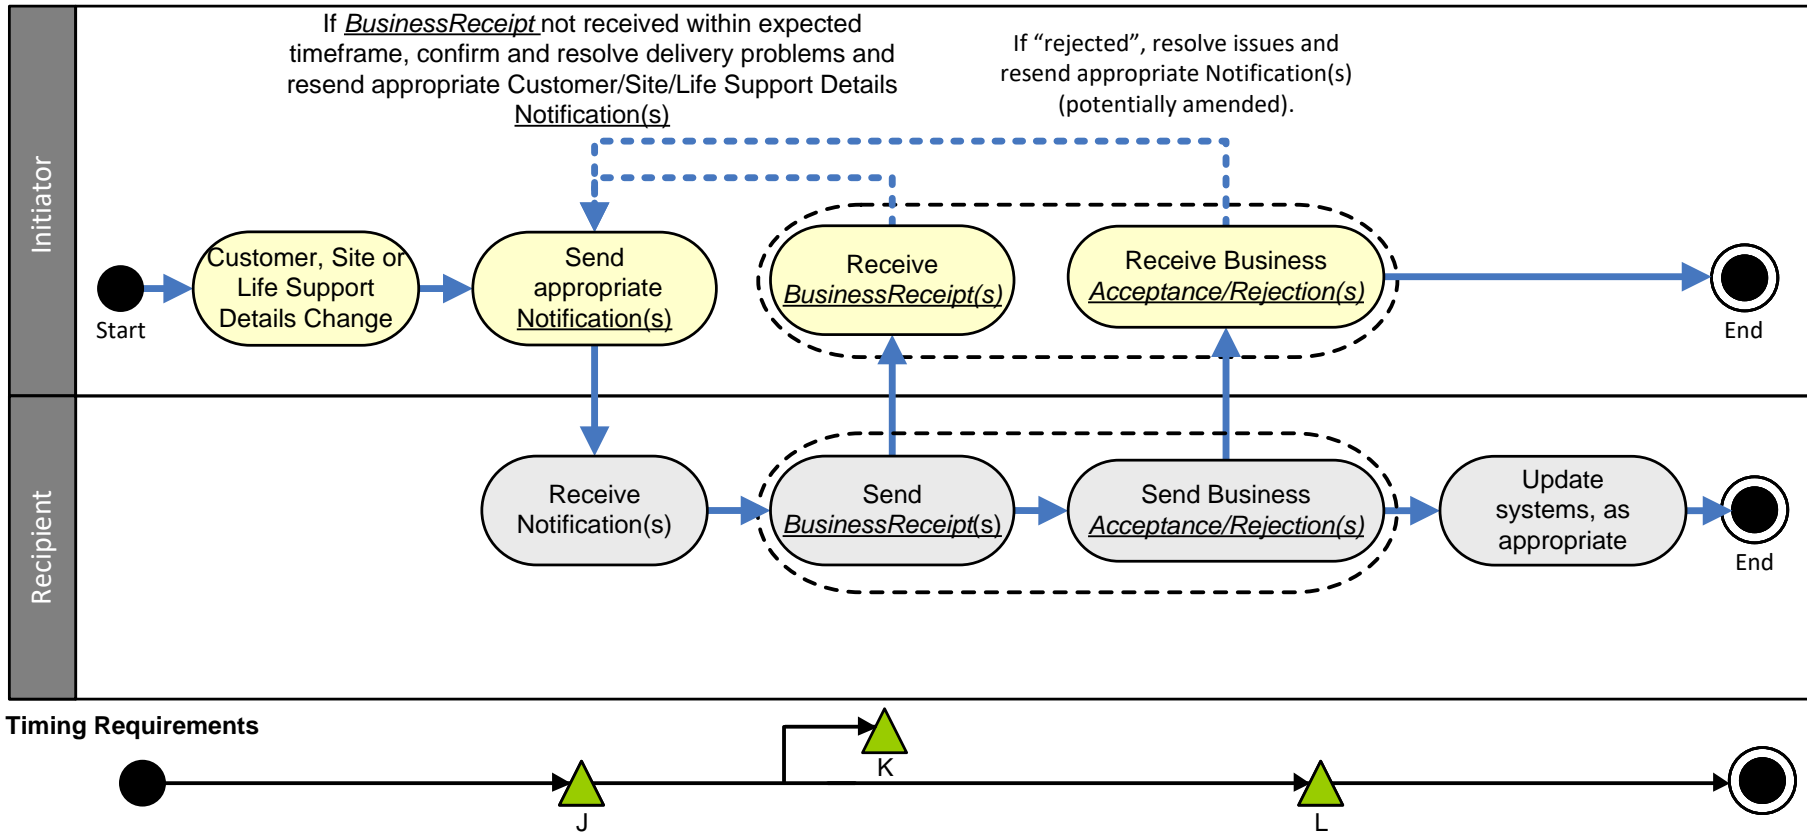 If BusinessReceipt not received within expected
timeframe, confirm and resolve delivery problems and
resend appropriate Customer/Site/Life Support Details
Notification(s)
If “rejected”, resolve issues and
resend appropriate Notification(s)
(potentially amended).
Initiator
Start
Customer, Site or
Life Support
Details Change
Send
appropriate
Notification(s)
Receive
BusinessReceipt(s)
Receive Business
Acceptance/Rejection(s)
End
Recipient
Receive
Notification(s)
Send
BusinessReceipt(s)
Send Business
Acceptance/Rejection(s)
Update
systems, as
appropriate
End
Timing Requirements
J
K
L